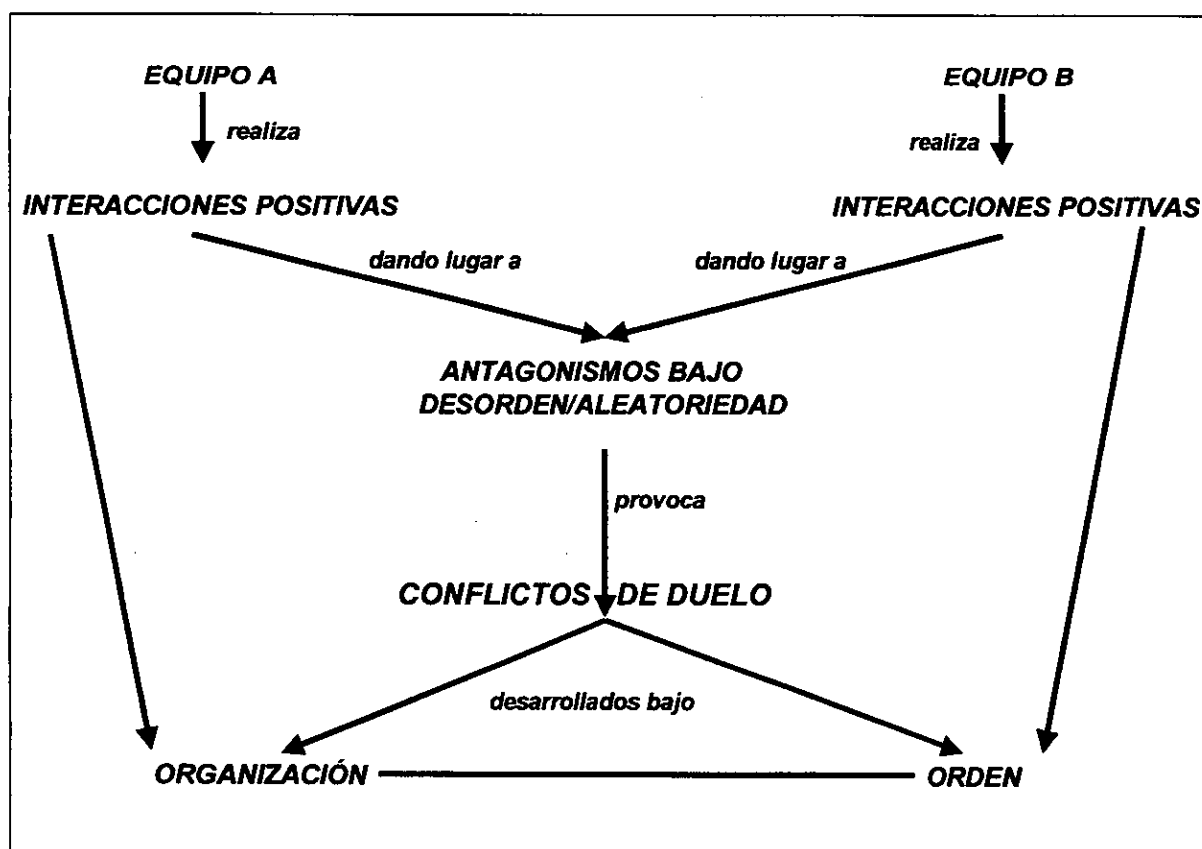 EQUIPO A
EQUIPO B
realiza
realiza
INTERACCIONES POSITIVAS
INTERACCIONES POSITIVAS
dando lugar a
dando lugar a
ANTAGONISMOS BAJO
DESORDEN/ALEATORIEDAD
provoca
CONFLICTOS DE DUELO
desarrollados bajo
ORGANIZACIÓN
ORDEN